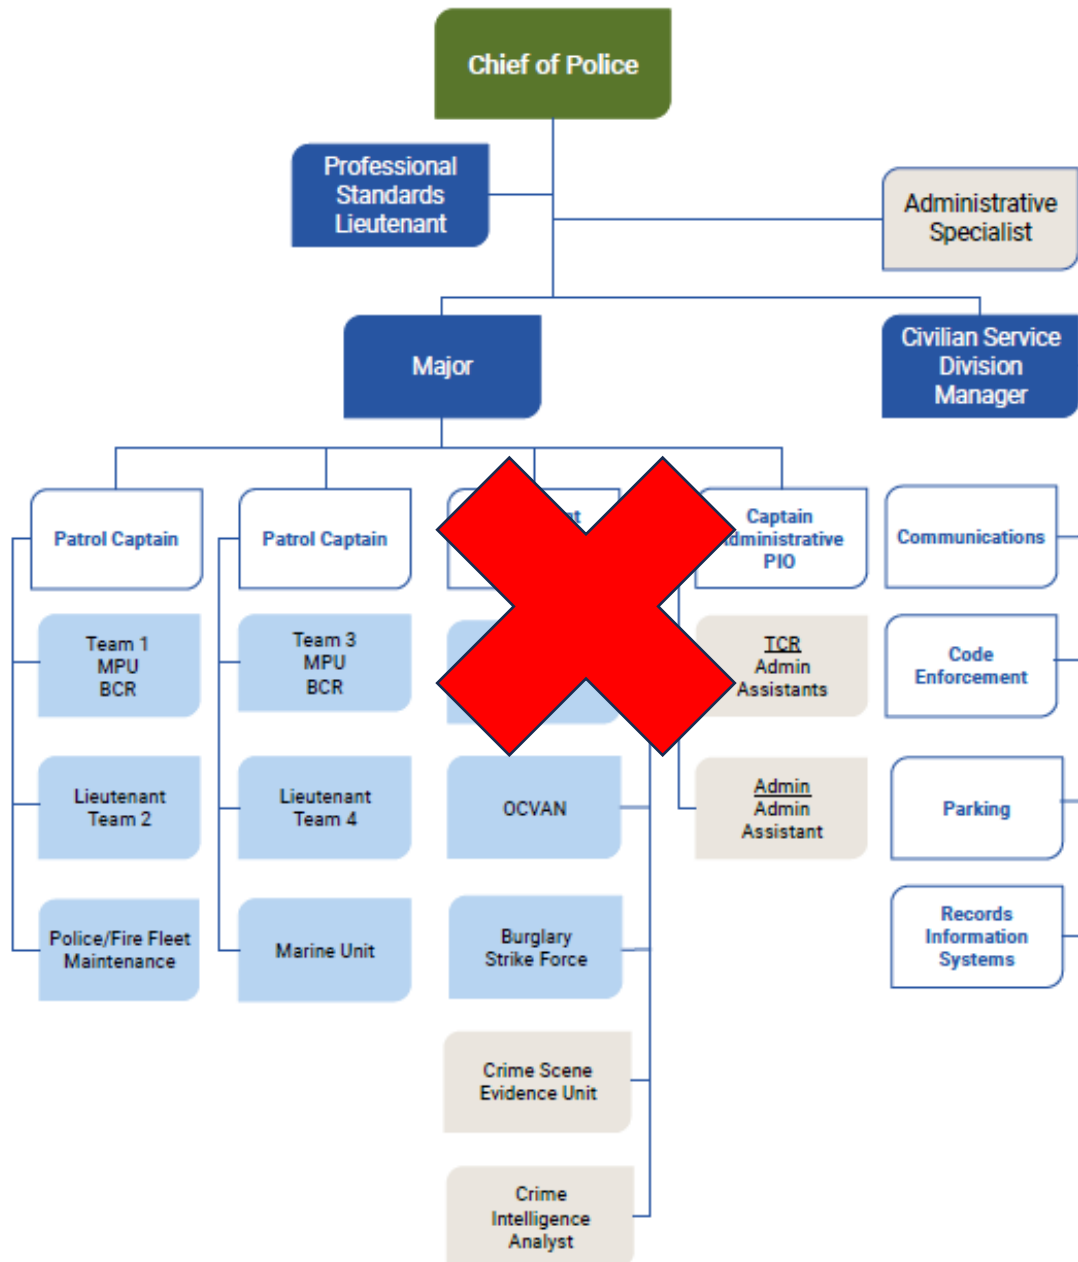 Chief of Police
Professional
Standards
Lieutenant
Administrative
Specialist
Major
Civilian Service
Division
Manager
Patrol Captain
Patrol Captain
Captain
PIO
Communications
Team 1
MPU
BCR
Team 3
MPU
BCR
TCR
Admin
Assistants
Code
Enforcement
Lieutenant
Team 2
Lieutenant
Team 4
OCVAN
Admin
Admin
Assistant
Parking
Police/Fire Fleet
Maintenance
Marine Unit
Burglary
Strike Force
Records
Information
Systems
Crime Scene
Evidence Unit
Crime
Intelligence
Analyst